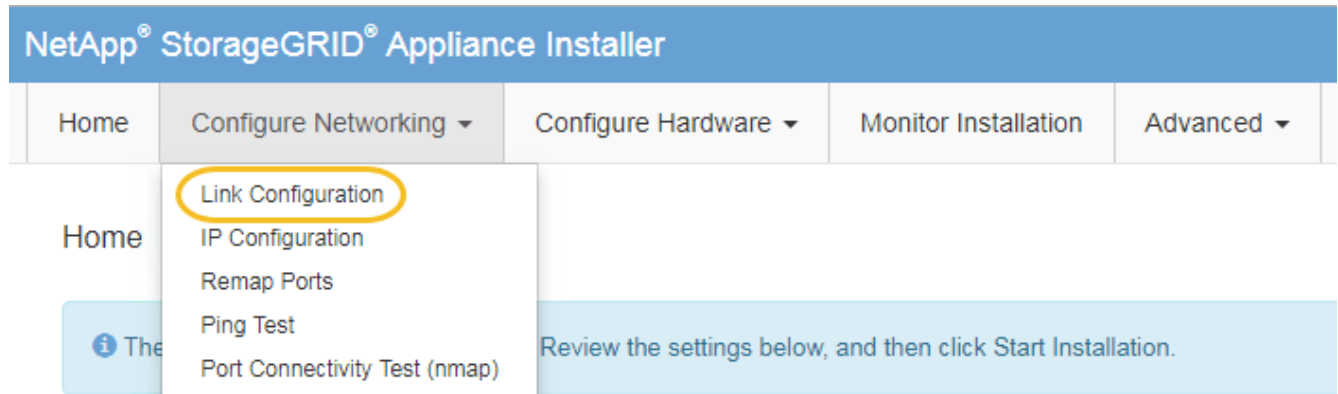 NetApp® StorageGRID® Appliance Installer
Home Configure Networking Configure Hardware Monitor Installation Advanced
Link Configuration
Home
IP Configuration
Remap Ports
Ping Test
The Review the settings below, and then click Start Installation.
Port Connectivity Test (nmap)